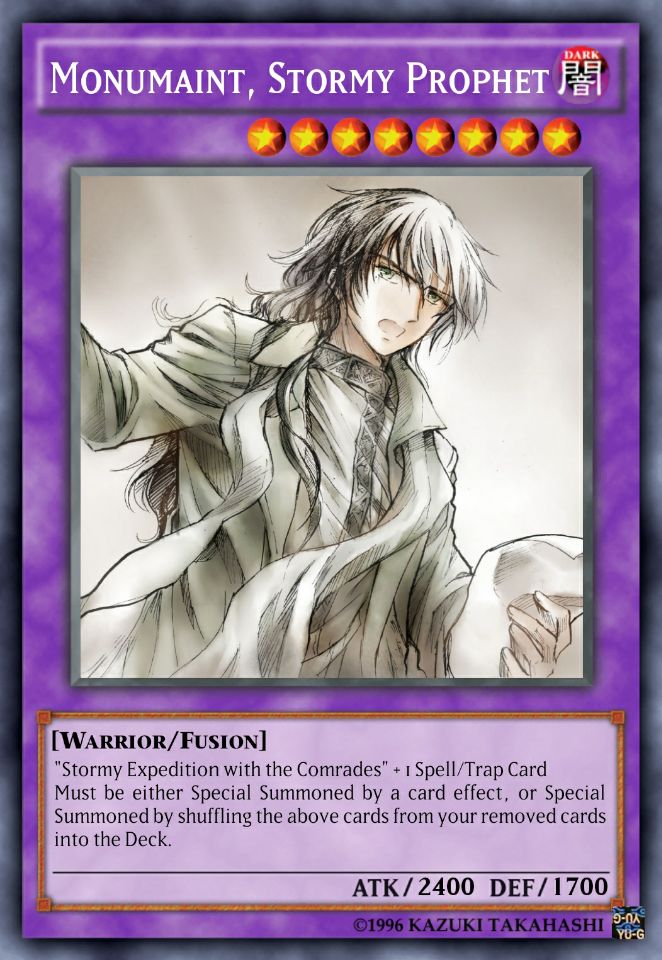 Monumaint, Stormy Prophet
DARK
闇
[Warrior/Fusion]
"Stormy Expedition with the Comrades" + 1 Spell/Trap Card
Must be either Special Summoned by a card effect, or Special
Summoned by shuffling the above cards from your removed cards
into the Deck.
ATK/2400 DEF/1700
©1996 KAZUKI TAKAHASHI